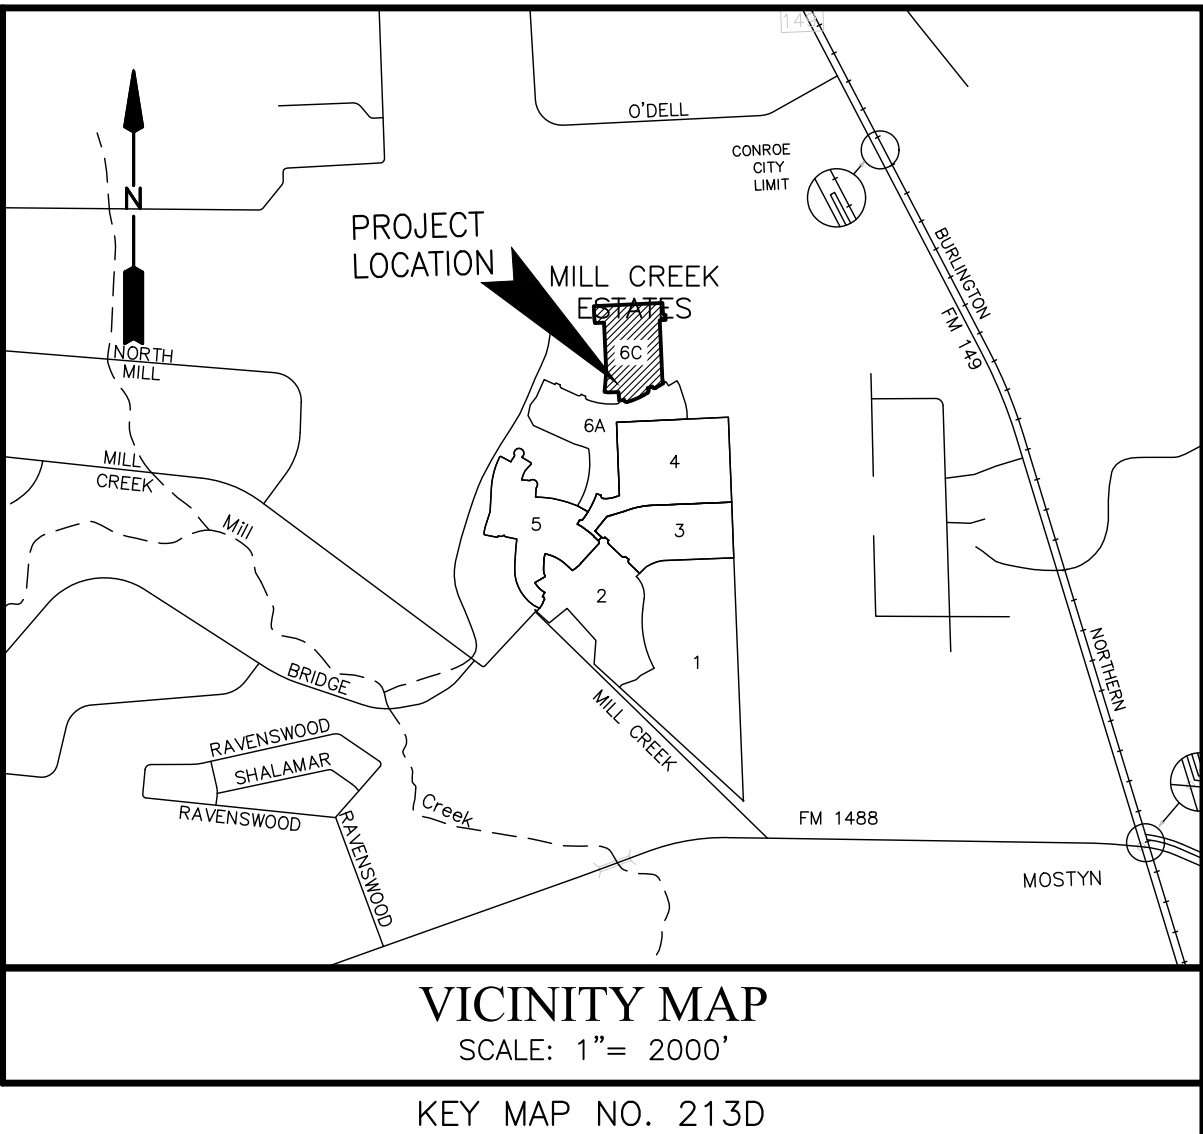 149
O'DELL
CONROE
CITY
LIMIT
N
PROJECT
LOCATION
MILL CREEK
ESTATES
BURLINGTON
FM 149
6C
NORTH
MILL
6A
MILL
CREEK
4
Mill
5
3
2
1
BRIDGE
NORTHERN
MILL CREEK
RAVENSWOOD
SHALAMAR
RAVENSWOOD
RAVENSWOOD
Creek
FM 1488
MOSTYN
VICINITY MAP
SCALE: 1"= 2000'
KEY MAP NO. 213D